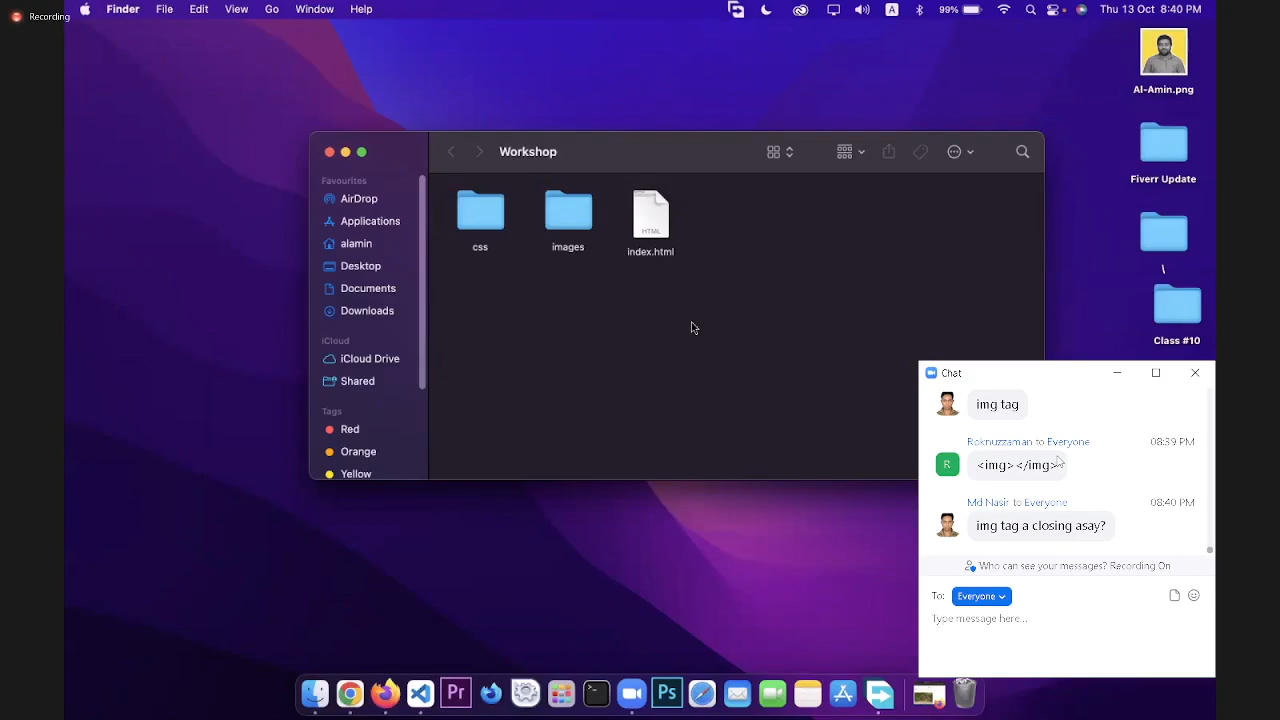 Recording
Finder File Edit View Go Window Help
A 99% Thu 13 Oct 8:40 PM
Al-Amin.png
Fiverr Update
\
Class #10
Workshop
Favourites
AirDrop
Applications
alamin
Desktop
Documents
Downloads
iCloud
iCloud Drive
Shared
Tags
Red
Orange
Yellow
css
images
HTML
index.html
Chat
img tag
Roknuzzaman to Everyone 08:39 PM
R
<img> </img>
Md Nasir to Everyone 08:40 PM
img tag a closing asay?
Who can see your messages? Recording On
To: Everyone
Type message here...
Pr
Ps